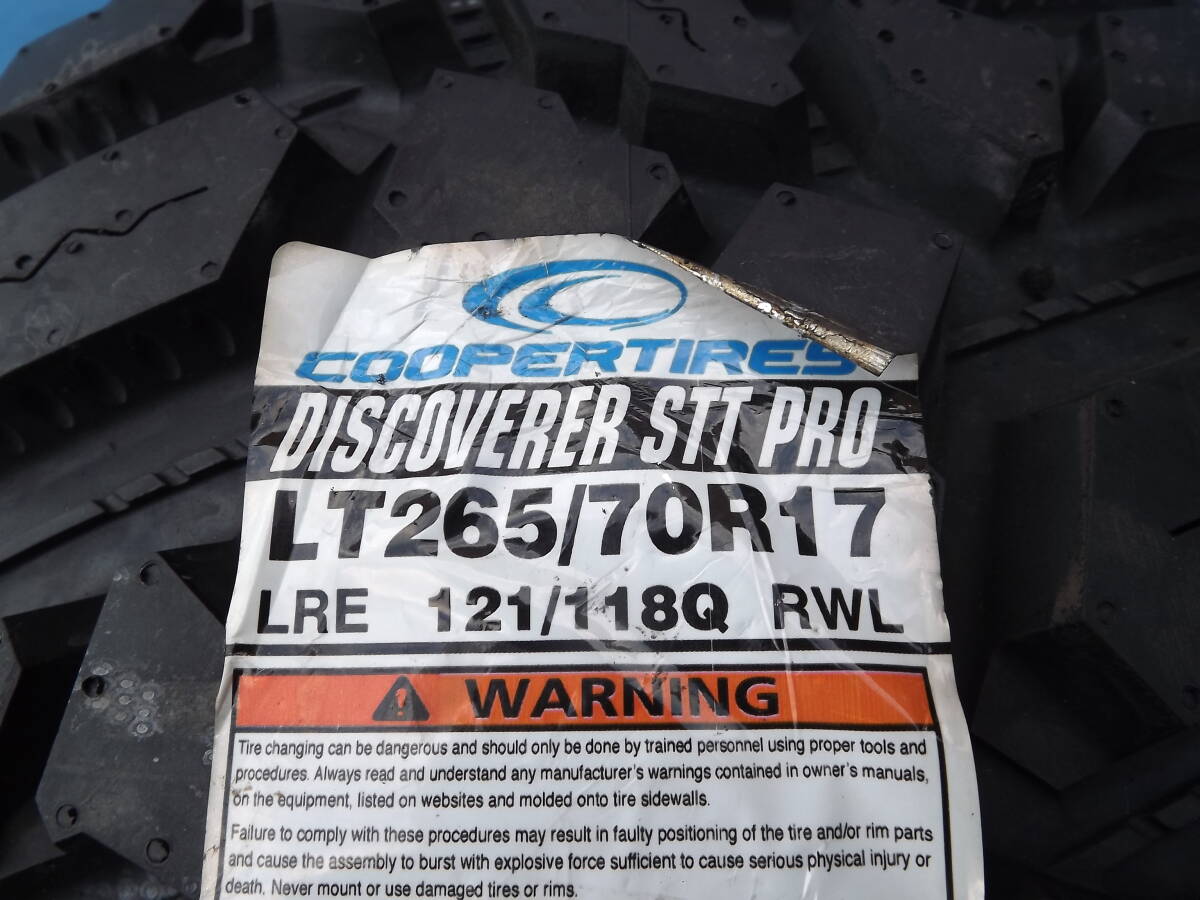 COOPERTIRES
DISCOVERER STT PRO
LT265/70R17
LRE 121/118Q RWL
WARNING
Tire changing can be dangerous and should only be done by trained personnel using proper tools and
procedures. Always read and understand any manufacturer's warnings contained in owner's manuals,
on the equipment, listed on websites and molded onto tire sidewalls.
Failure to comply with these procedures may result in faulty positioning of the tire and/or rim parts
and cause the assembly to burst with explosive force sufficient to cause serious physical injury or
death. Never mount or use damaged tires or rims.